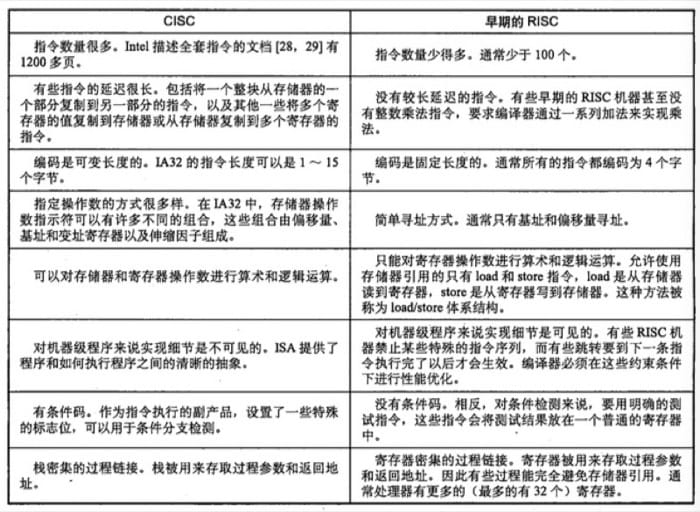 CISC
早期的 RISC
指令数量很多。Intel 描述全套指令的文档 [28，29] 有
1200 多页。
指令数量少得多。通常少于 100 个。
有些指令的延迟很长。包括将一个整块从存储器的一
个部分复制到另一部分的指令，以及其他一些将多个寄
存器的值复制到存储器或从存储器复制到多个寄存器的
指令。
没有较长延迟的指令。有些早期的 RISC 机器甚至没
有整数乘法指令，要求编译器通过一系列加法来实现乘
法。
编码是可变长度的。IA32 的指令长度可以是 1 ～ 15
个字节。
编码是固定长度的。通常所有的指令都编码为 4 个字
节。
指定操作数的方式很多样。在 IA32 中，存储器操作
数指示符可以有许多不同的组合，这些组合由偏移量、
基址和变址寄存器以及伸缩因子组成。
简单寻址方式。通常只有基址和偏移量寻址。
可以对存储器和寄存器操作数进行算术和逻辑运算。
只能对寄存器操作数进行算术和逻辑运算。允许使用
存储器引用的只有 load 和 store 指令，load 是从存储器
读到寄存器，store 是从寄存器写到存储器。这种方法被
称为 load/store 体系结构。
对机器级程序来说实现细节是不可见的。ISA 提供了
程序和如何执行程序之间的清晰的抽象。
对机器级程序来说实现细节是可见的。有些 RISC 机
器禁止某些特殊的指令序列，而有些跳转要到下一条指
令执行完了以后才会生效。编译器必须在这些约束条件
下进行性能优化。
有条件码。作为指令执行的副产品，设置了一些特殊
的标志位，可以用于条件分支检测。
没有条件码。相反，对条件检测来说，要用明确的测
试指令，这些指令会将测试结果放在一个普通的寄存器
中。
栈密集的过程链接。栈被用来存取过程参数和返回地
址。
寄存器密集的过程链接。寄存器被用来存取过程参数
和返回地址。因此有些过程能完全避免存储器引用。通
常处理器有更多的（最多的有 32 个）寄存器。